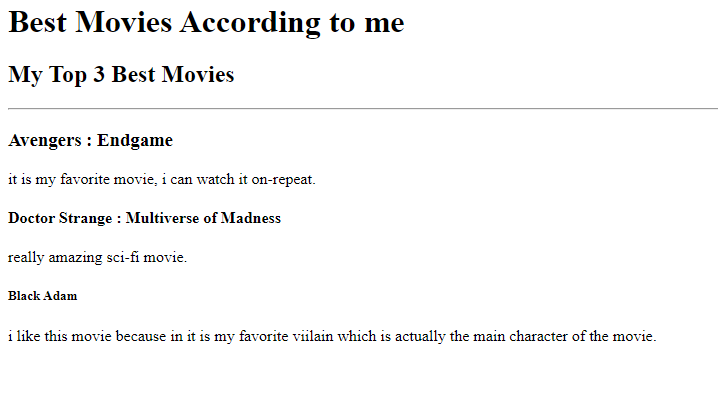 Best Movies According to me
My Top 3 Best Movies
Avengers : Endgame
it is my favorite movie, i can watch it on-repeat.
Doctor Strange : Multiverse of Madness
really amazing sci-fi movie.
Black Adam
i like this movie because in it is my favorite viilain which is actually the main character of the movie.